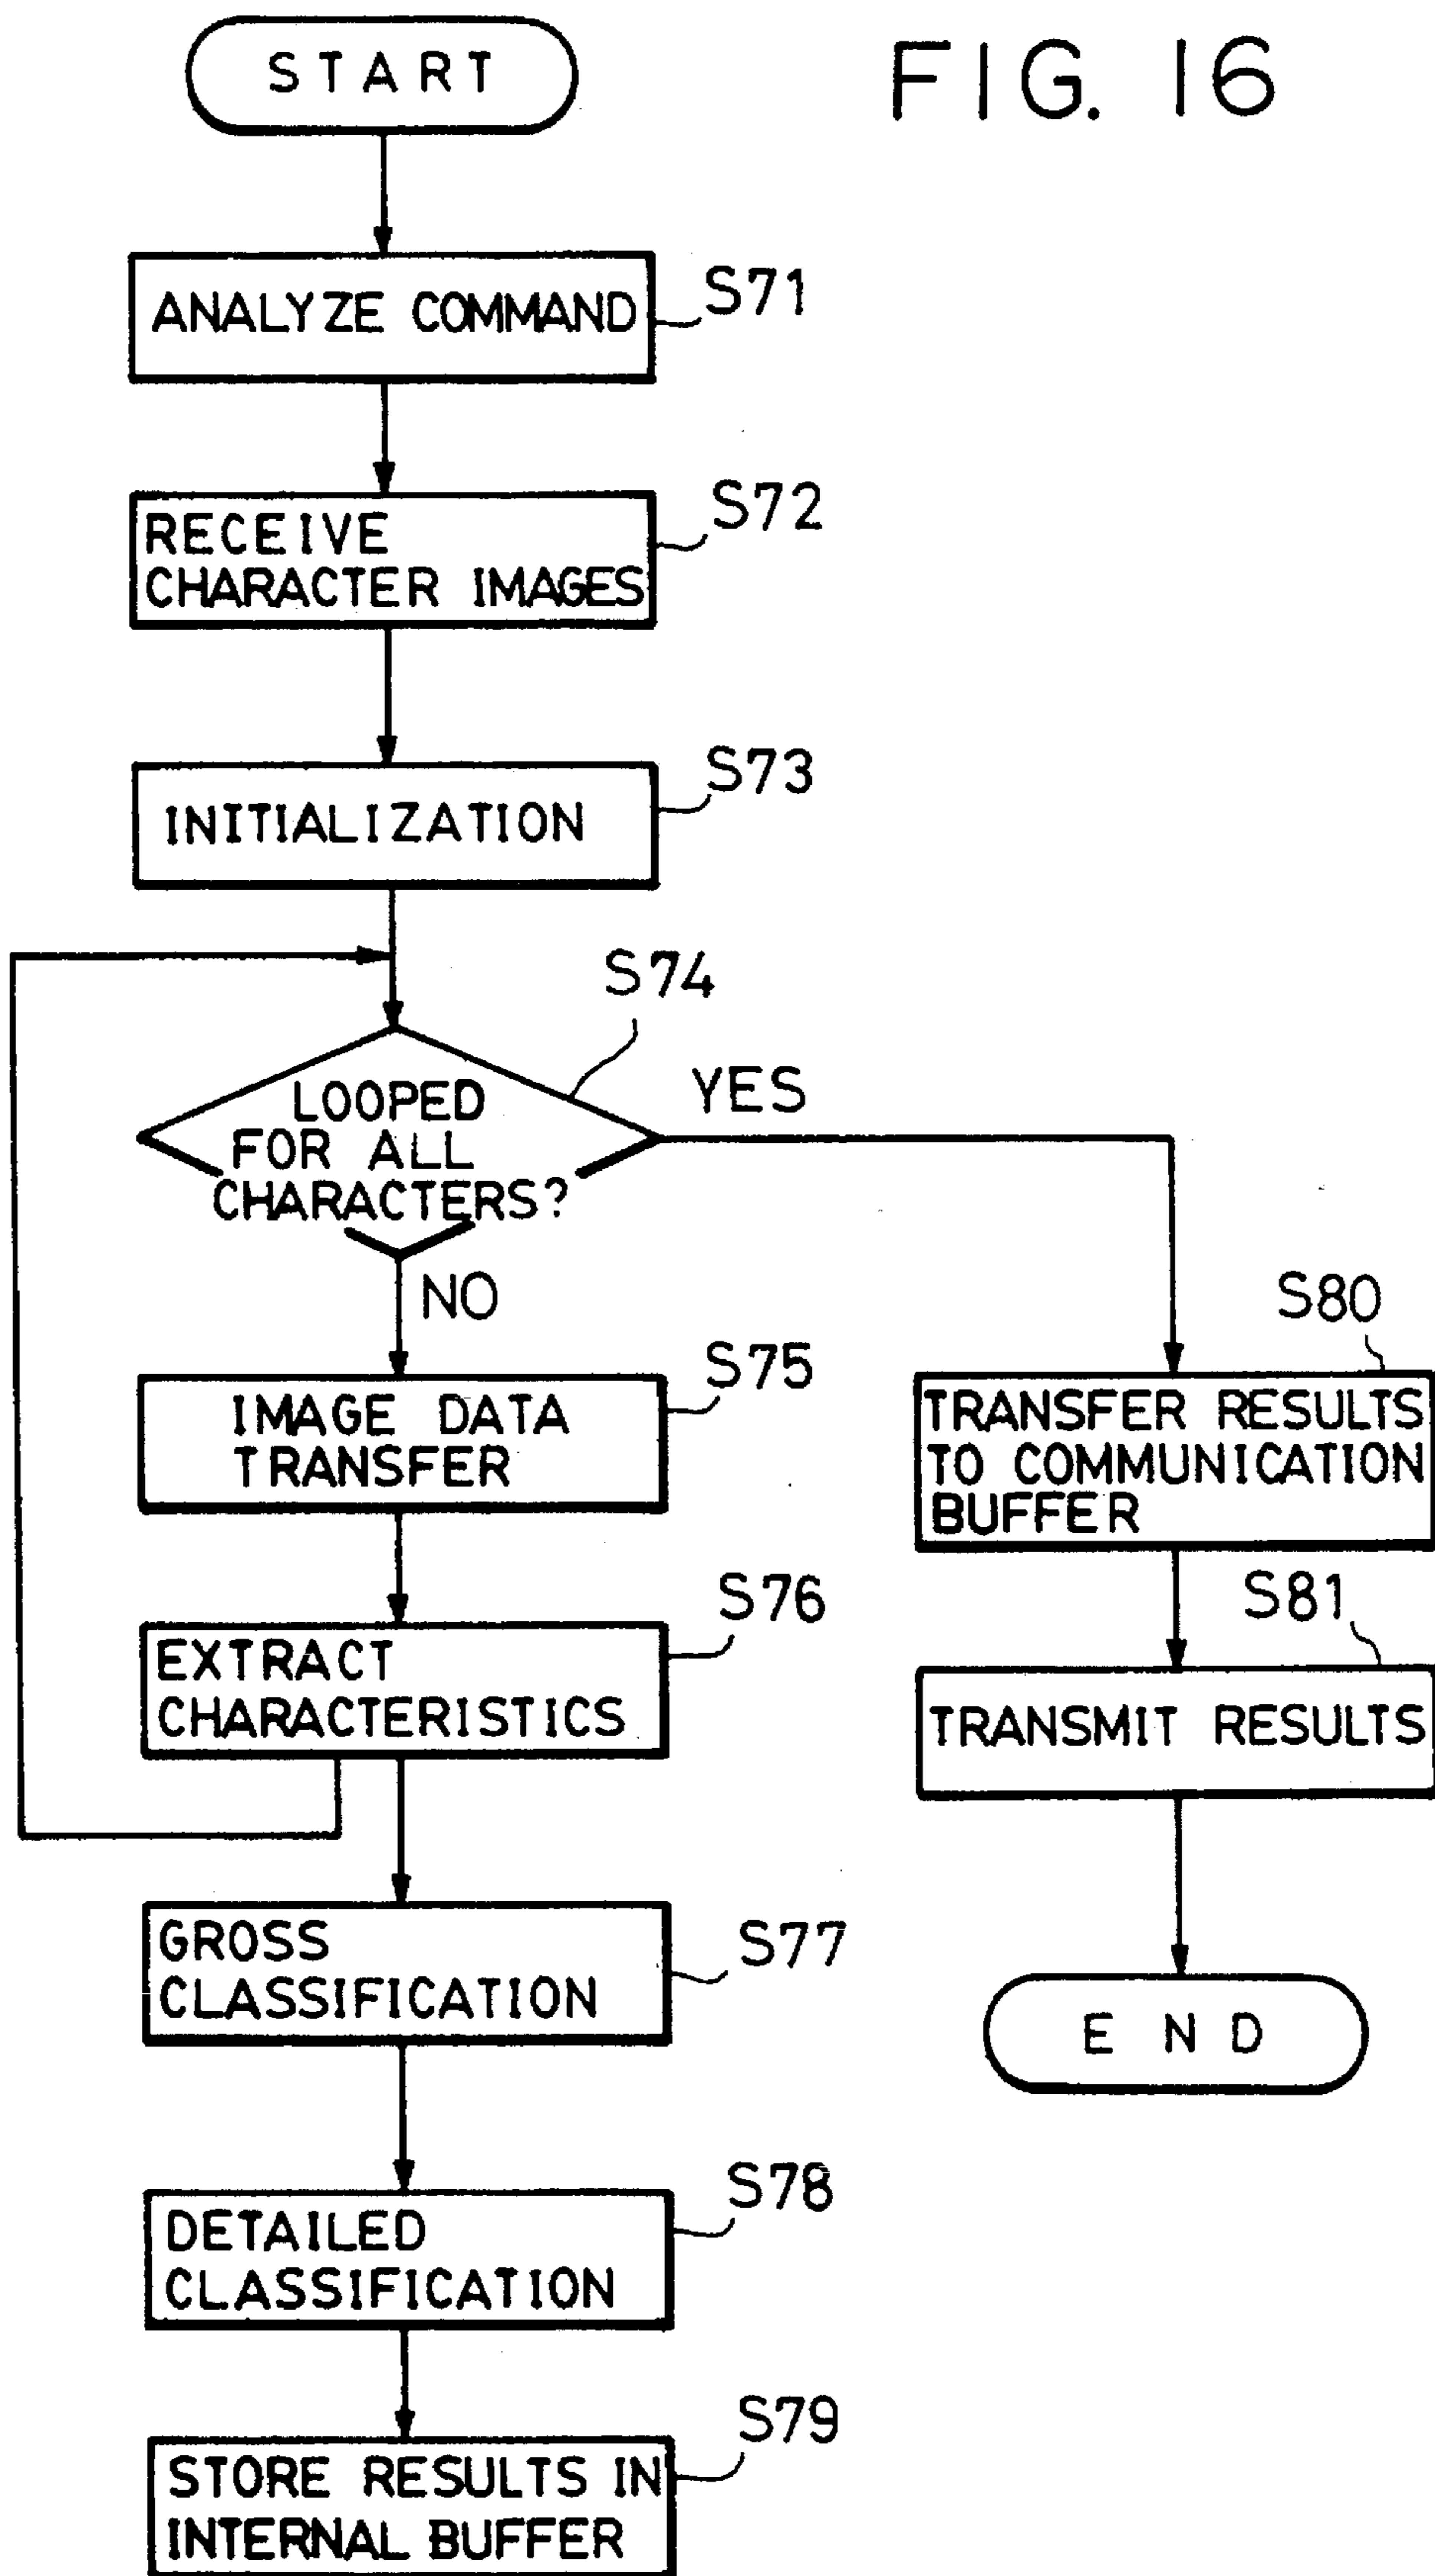 START
FIG. 16
ANALYZE COMMAND
S71
RECEIVE
CHARACTER IMAGES
S72
INITIALIZATION
S73
S74
LOOPED
FOR ALL
CHARACTERS?
YES
NO
S75
IMAGE DATA
TRANSFER
S76
EXTRACT
CHARACTERISTICS
GROSS
CLASSIFICATION
S77
S78
DETAILED
CLASSIFICATION
S79
STORE RESULTS IN
INTERNAL BUFFER
S80
TRANSFER RESULTS
TO COMMUNICATION
BUFFER
S81
TRANSMIT RESULTS
END